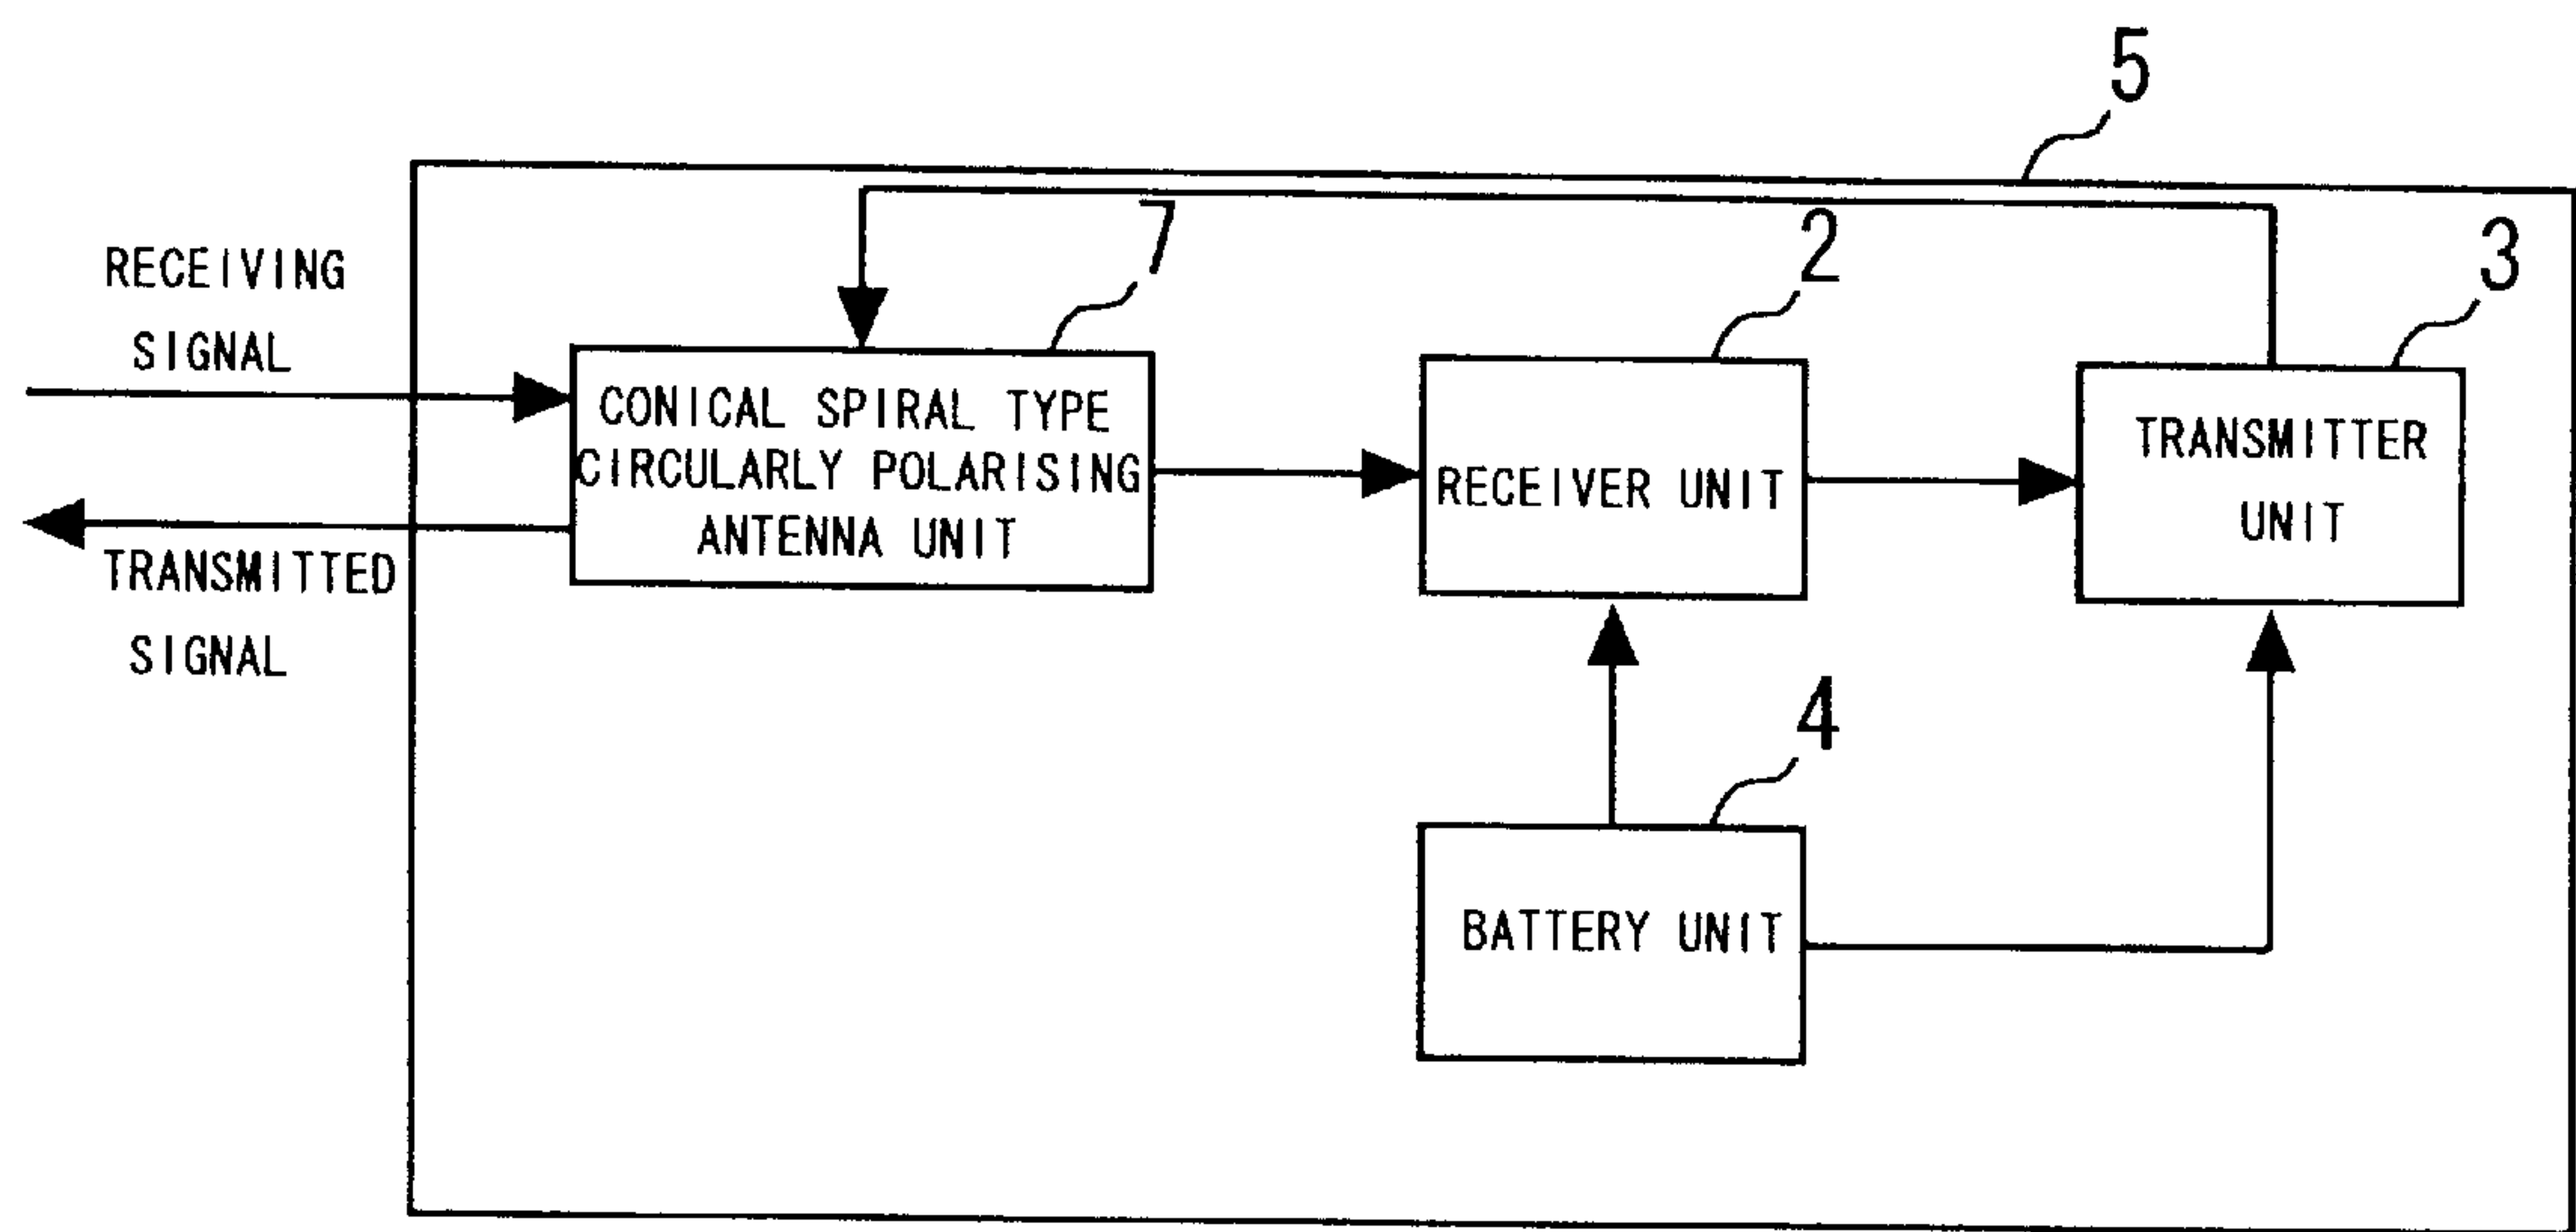 5
7
2
3
RECEIVING
SIGNAL
CONICAL SPIRAL TYPE
CIRCULARLY POLARISING
ANTENNA UNIT
RECEIVER UNIT
TRANSMITTER
UNIT
TRANSMITTED
SIGNAL
4
BATTERY UNIT